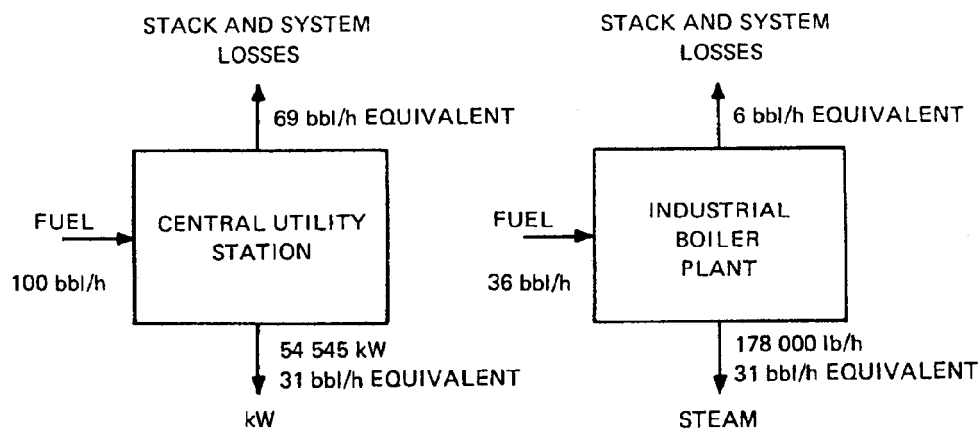 STACK AND SYSTEM
LOSSES
69 bbl/h EQUIVALENT
FUEL
100 bbl/h
CENTRAL UTILITY
STATION
54 545 kW
31 bbl/h EQUIVALENT
kW
STACK AND SYSTEM
LOSSES
6 bbl/h EQUIVALENT
FUEL
36 bbl/h
INDUSTRIAL
BOILER
PLANT
178 000 lb/h
31 bbl/h EQUIVALENT
STEAM